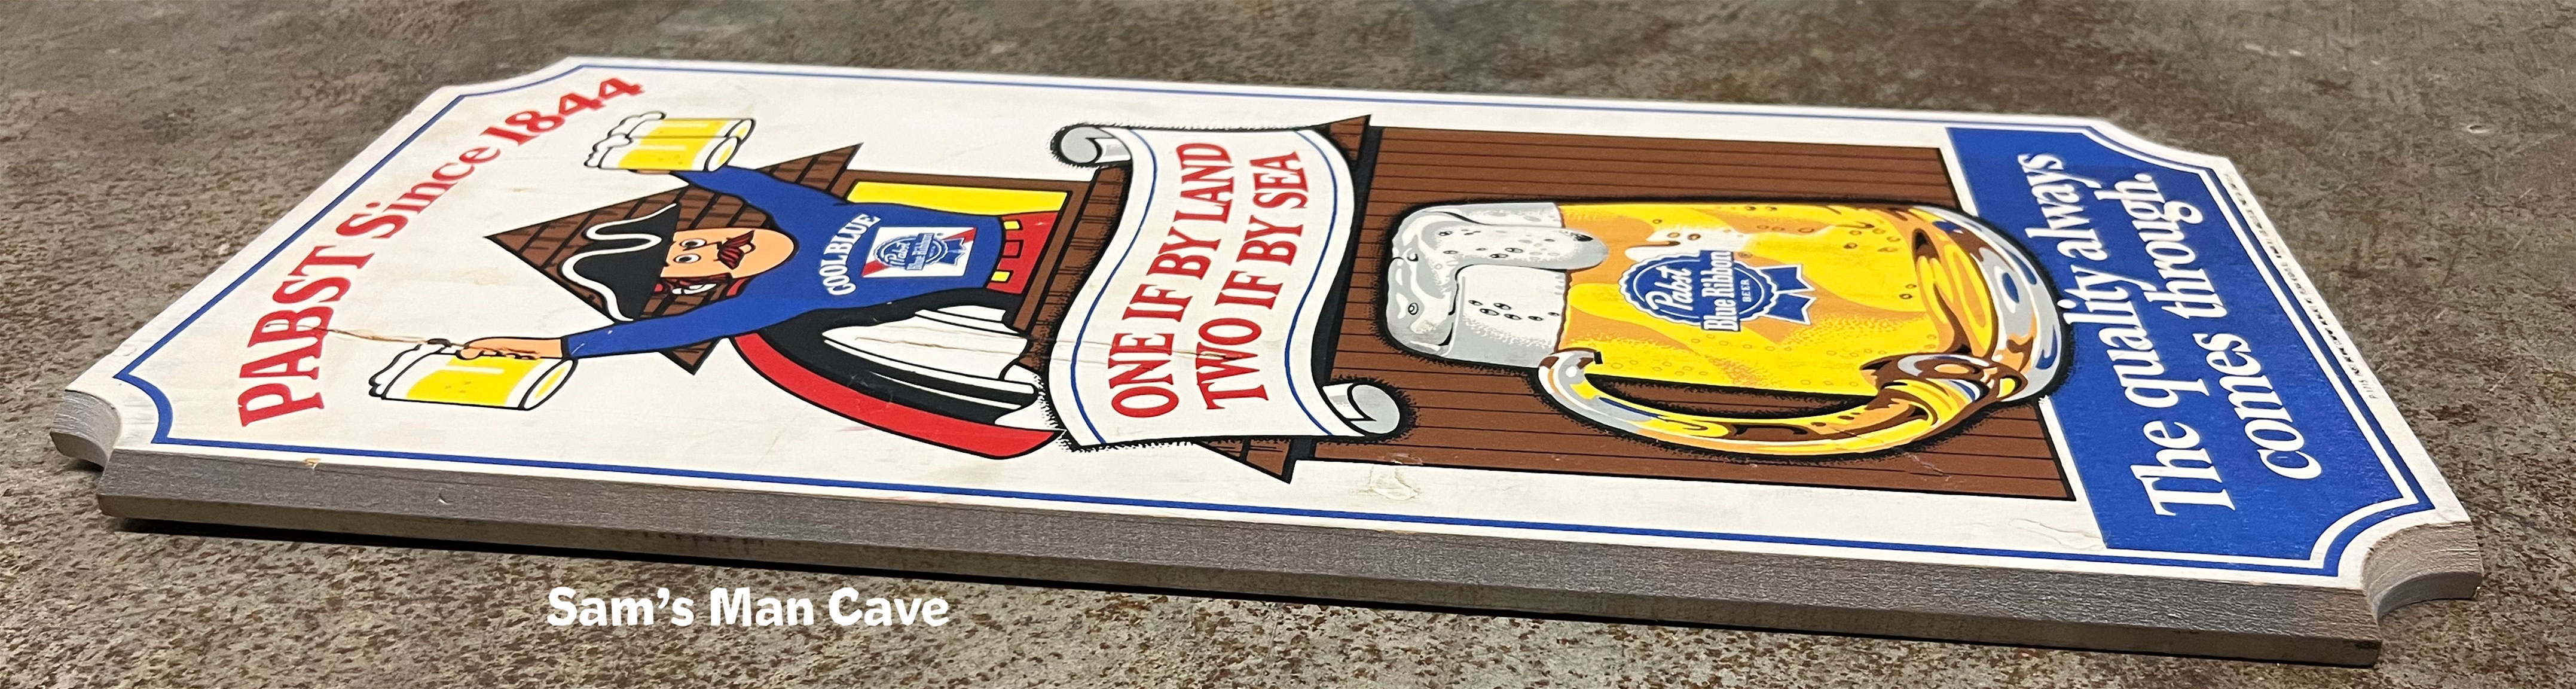 PABST Since 1844
COOL BLUE
Pabst
Blue Ribbon
ONE IF BY LAND
TWO IF BY SEA
Pabst
Blue Ribbon
BEER
The quality always
comes through.
Sam's Man Cave